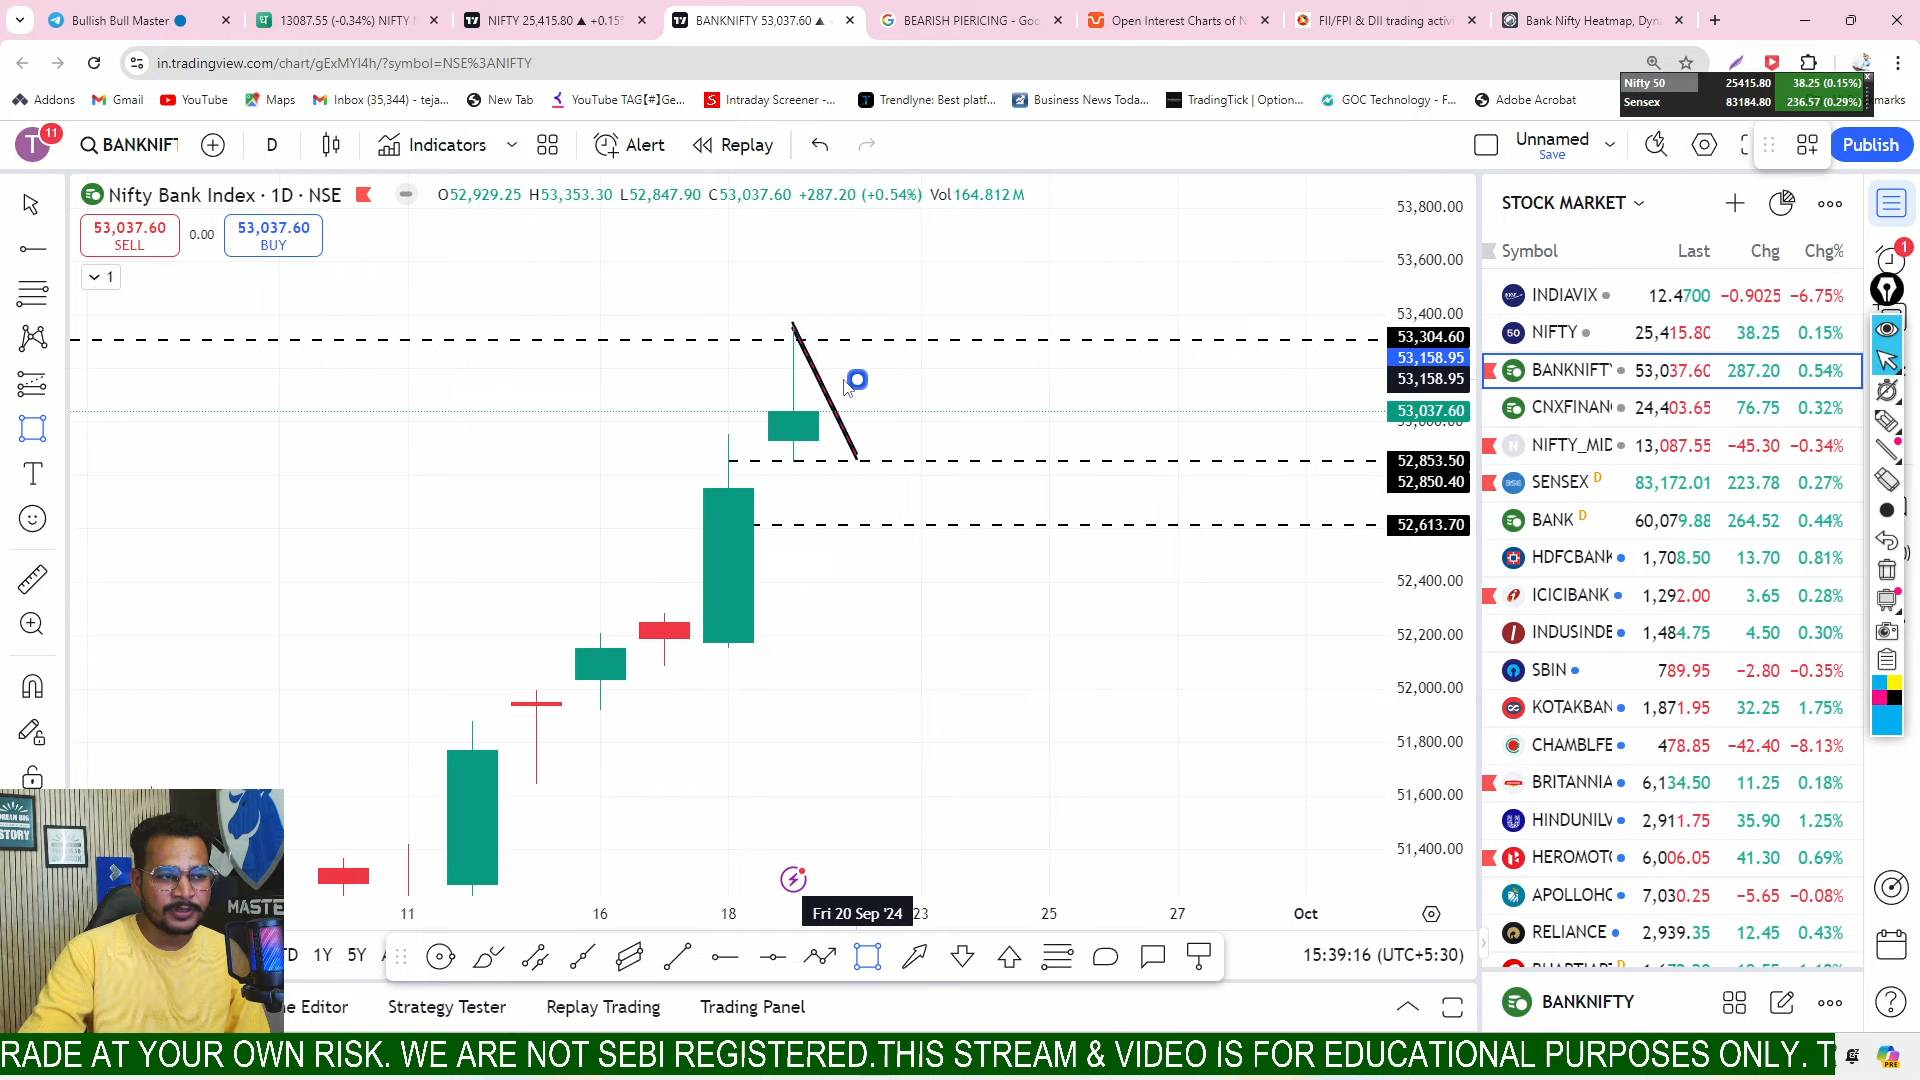 Bullish Bull Master
13087.55 (-0.34%) NIFTY
NIFTY 25,415.80 ▲ +0.15
BANKNIFTY 53,037.60 ▲
BEARISH PIERICING - Goo
Open Interest Charts of N
FII/FPI & DII trading activi
Bank Nifty Heatmap, Dyn
in.tradingview.com/chart/gExMYl4h/?symbol=NSE%3ANIFTY
Nifty 50 25415.80 38.25 (0.15%)
Sensex 83184.80 236.57 (0.29%)
Addons
Gmail
YouTube
Maps
Inbox (35,344) - teja...
New Tab
YouTube TAG【#】Ge...
Intraday Screener -...
Trendlyne: Best platf...
Business News Toda...
TradingTick | Option...
GOC Technology - F...
Adobe Acrobat
marks
T
11
BANKNIFT
D
Indicators
Alert
Replay
Unnamed
Save
Publish
Nifty Bank Index · 1D · NSE
O52,929.25 H53,353.30 L52,847.90 C53,037.60 +287.20 (+0.54%) Vol164.812 M
53,037.60
SELL
0.00
53,037.60
BUY
1
53,800.00
53,600.00
53,400.00
53,304.60
53,158.95
53,158.95
53,037.60
52,853.50
52,850.40
52,613.70
52,400.00
52,200.00
52,000.00
51,800.00
51,600.00
51,400.00
11
16
18
Fri 20 Sep '24
23
25
27
Oct
STOCK MARKET
Symbol Last Chg Chg%
INDIAVIX 12.4700 −0.9025 −6.75%
NIFTY 25,415.80 38.25 0.15%
BANKNIFTY 53,037.60 287.20 0.54%
CNXFINAN 24,403.65 76.75 0.32%
NIFTY_MID 13,087.55 −45.30 −0.34%
SENSEX D 83,172.01 223.78 0.27%
BANK D 60,079.88 264.52 0.44%
HDFCBANK 1,708.50 13.70 0.81%
ICICIBANK 1,292.00 3.65 0.28%
INDUSINDB 1,484.75 4.50 0.30%
SBIN 789.95 −2.80 −0.35%
KOTAKBAN 1,871.95 32.25 1.75%
CHAMBLFE 478.85 −42.40 −8.13%
BRITANNIA 6,134.50 11.25 0.18%
HINDUNILV 2,911.75 35.90 1.25%
HEROMOTO 6,006.05 41.30 0.69%
APOLLOHO 7,030.25 −5.65 −0.08%
RELIANCE 2,939.35 12.45 0.43%
1
STORY
MASTE
1Y
5Y
15:39:16 (UTC+5:30)
ne Editor
Strategy Tester
Replay Trading
Trading Panel
BANKNIFTY
RADE AT YOUR OWN RISK. WE ARE NOT SEBI REGISTERED.THIS STREAM & VIDEO IS FOR EDUCATIONAL PURPOSES ONLY. T